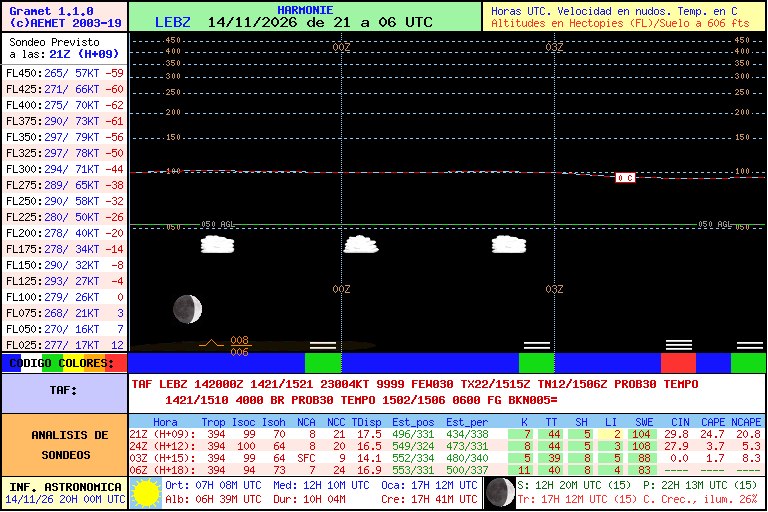 Gramet 1.1.0
(c)AEMET 2003-19
HARMONIE
LEBZ 14/11/2026 de 21 a 06 UTC
Horas UTC. Velocidad en nudos. Temp. en C
Altitudes en Hectopies (FL)/Suelo a 606 fts
Sondeo Previsto
a las: 21Z (H+09)
FL450: 265/ 57KT -59
FL425: 271/ 66KT -60
FL400: 275/ 70KT -62
FL375: 290/ 73KT -61
FL350: 297/ 79KT -56
FL325: 297/ 78KT -50
FL300: 294/ 71KT -44
FL275: 289/ 65KT -38
FL250: 290/ 58KT -32
FL225: 280/ 50KT -26
FL200: 278/ 40KT -20
FL175: 278/ 34KT -14
FL150: 290/ 32KT -8
FL125: 293/ 27KT -4
FL100: 279/ 26KT 0
FL075: 268/ 21KT 3
FL050: 270/ 16KT 7
FL025: 277/ 17KT 12
450 00Z 03Z 450
400 400
350 350
300 300
250 250
200 200
150 150
100 100
0 C
050 AGL 050 AGL
050 050
00Z 03Z
008
006
CODIGO COLORES:
TAF:
TAF LEBZ 142000Z 1421/1521 23004KT 9999 FEW030 TX22/1515Z TN12/1506Z PROB30 TEMPO
1421/1510 4000 BR PROB30 TEMPO 1502/1506 0600 FG BKN005=
ANALISIS DE
SONDEOS
Hora Trop Isoc Isoh NCA NCC TDisp Est_pos Est_per K TT SH LI SWE CIN CAPE NCAPE
21Z (H+09): 394 99 70 8 21 17.5 496/331 434/338 7 44 5 2 104 29.8 24.7 20.8
24Z (H+12): 394 100 64 8 20 16.5 549/324 473/331 8 44 5 3 108 27.9 3.7 5.3
03Z (H+15): 394 99 64 SFC 9 14.1 552/334 480/340 5 39 8 5 88 0.0 1.7 8.3
06Z (H+18): 394 94 73 7 24 16.9 553/331 500/337 11 40 8 4 83 ---- ---- ----
INF. ASTRONOMICA
14/11/26 20H 00M UTC
Ort: 07H 08M UTC Med: 12H 10M UTC Oca: 17H 12M UTC
Alb: 06H 39M UTC Dur: 10H 04M Cre: 17H 41M UTC
S: 12H 20M UTC (15) P: 22H 13M UTC (15)
Tr: 17H 12M UTC (15) C. Crec., ilum. 26%